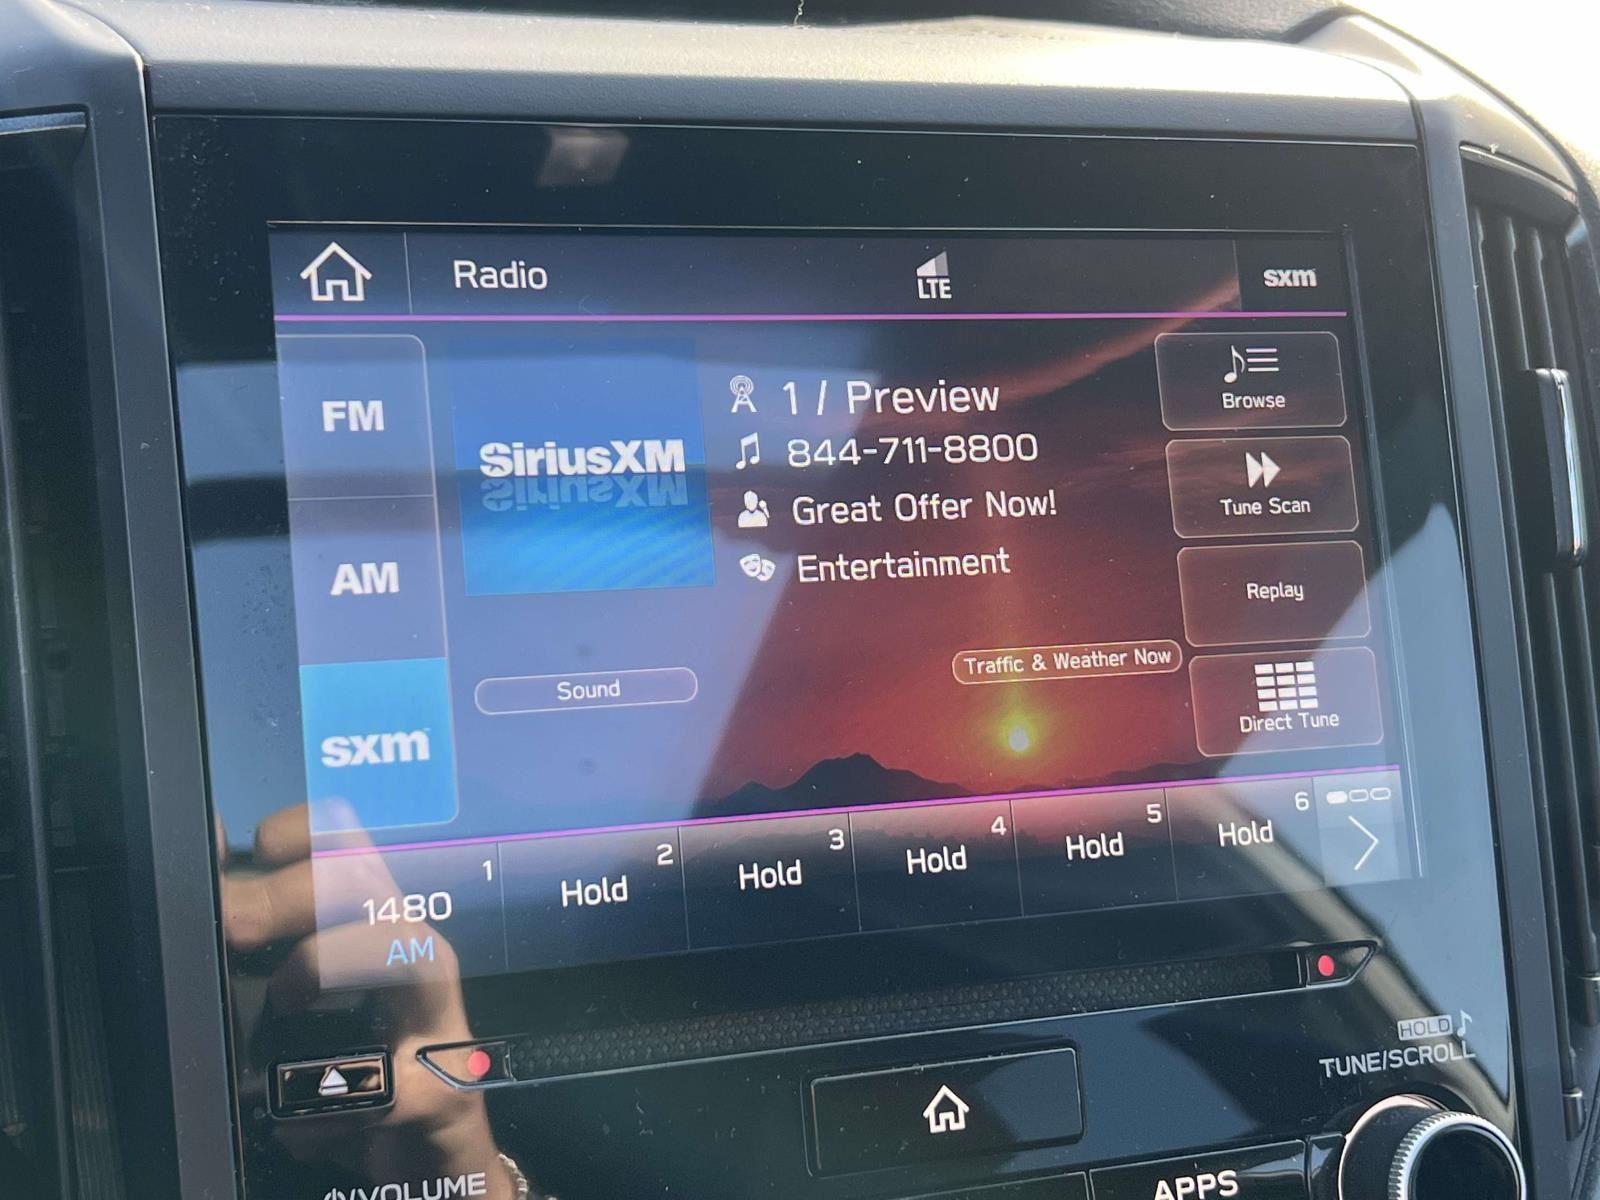 Radio
LTE
sxm
FM
AM
sxm
SiriusXM
1 / Preview
844-711-8800
Great Offer Now!
Entertainment
Browse
Tune Scan
Replay
Direct Tune
Sound
Traffic & Weather Now
1
1480
AM
2
Hold
3
Hold
4
Hold
5
Hold
6
Hold
HOLD
TUNE/SCROLL
VOLUME
APPS